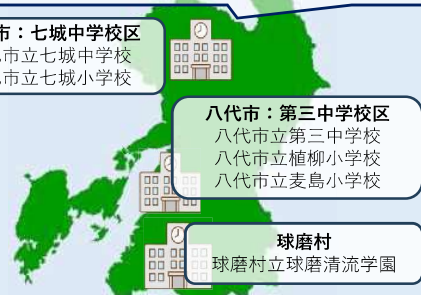 市：七城中学校区
市立七城中学校
市立七城小学校
八代市：第三中学校区
八代市立第三中学校
八代市立植柳小学校
八代市立麦島小学校
球磨村
球磨村立球磨清流学園